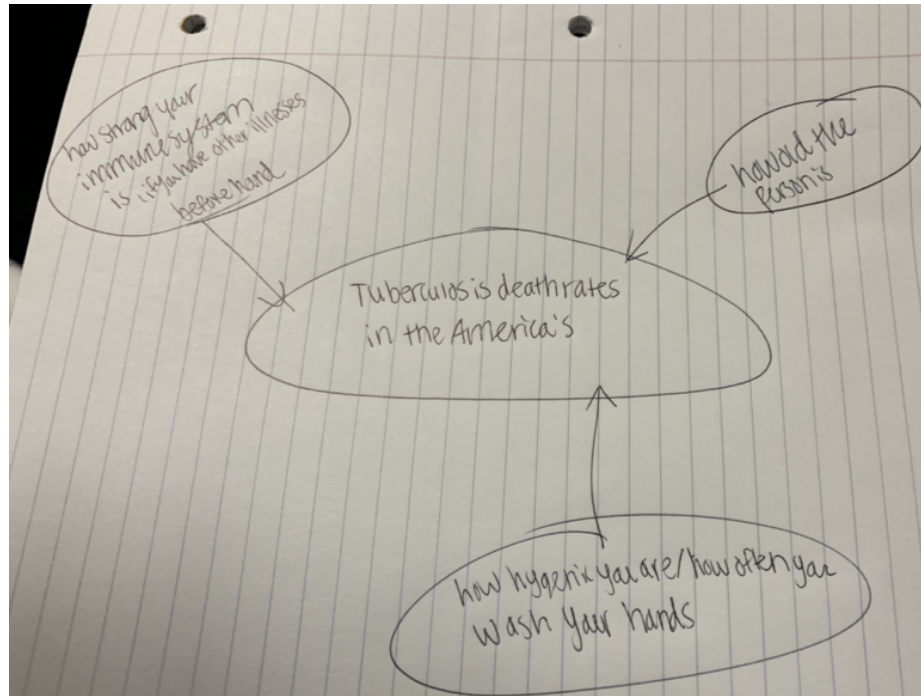 how strong your
immune system
is, if you have other illnesses
before hand
how old the
person is
Tuberculosis death rates
in the America's
how hygenix you are/how often you
wash your hands